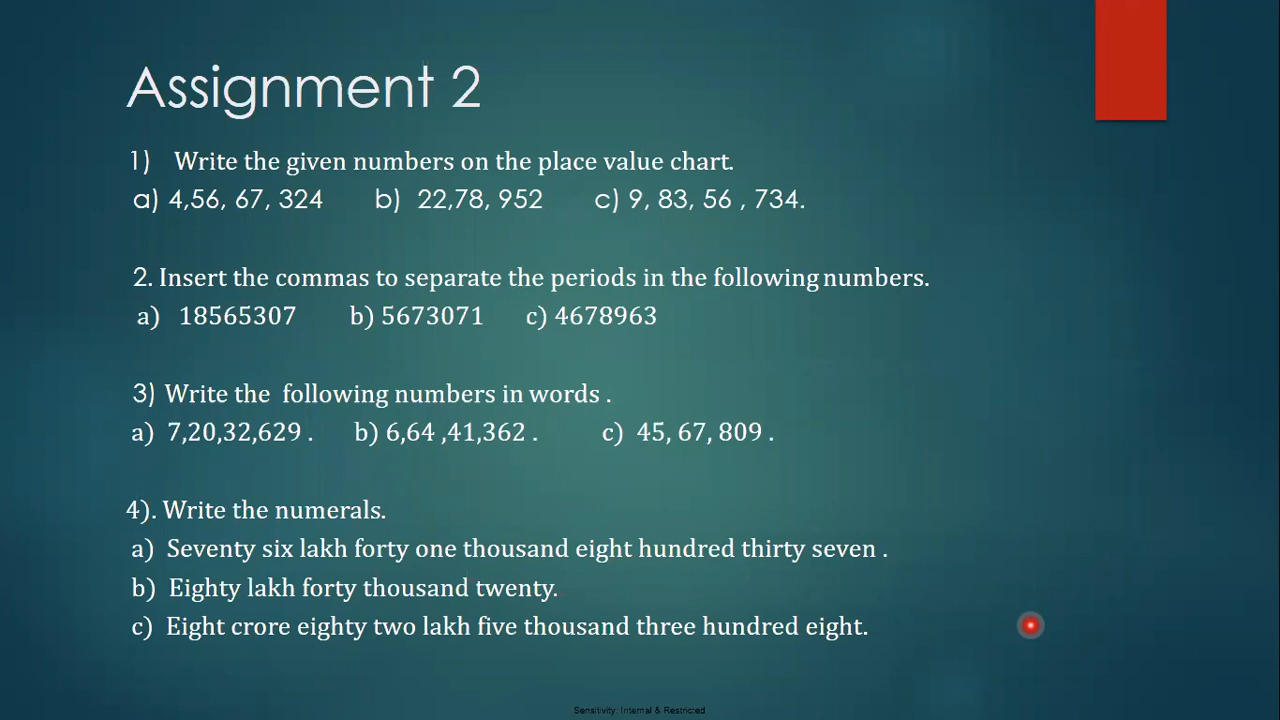 Assignment 2
1) Write the given numbers on the place value chart.
a) 4,56, 67, 324 b) 22,78, 952 c) 9, 83, 56 , 734.
2. Insert the commas to separate the periods in the following numbers.
a) 18565307 b) 5673071 c) 4678963
3) Write the following numbers in words .
a) 7,20,32,629 . b) 6,64 ,41,362 . c) 45, 67, 809 .
4). Write the numerals.
a) Seventy six lakh forty one thousand eight hundred thirty seven .
b) Eighty lakh forty thousand twenty.
c) Eight crore eighty two lakh five thousand three hundred eight.
Sensitivity: Internal & Restricted